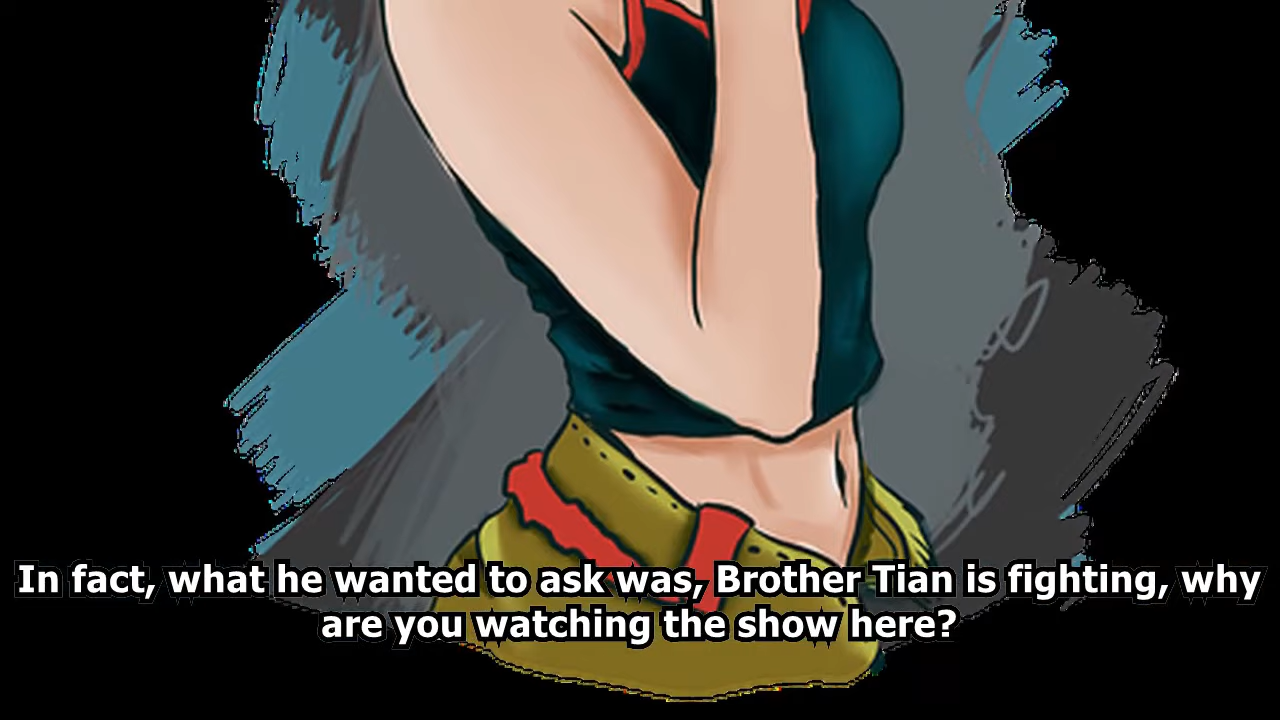 In fact, what he wanted to ask was, Brother Tian is fighting, why
are you watching the show here?